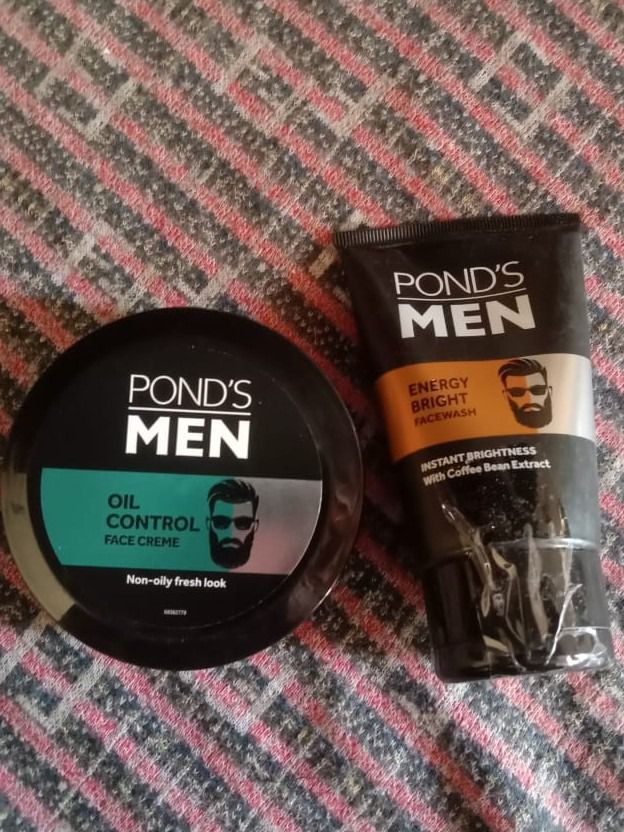 POND'S
MEN
OIL
CONTROL
FACE CREME
Non-oily fresh look
POND'S
MEN
ENERGY
BRIGHT
FACEWASH
INSTANT BRIGHTNESS
With Coffee Bean Extract